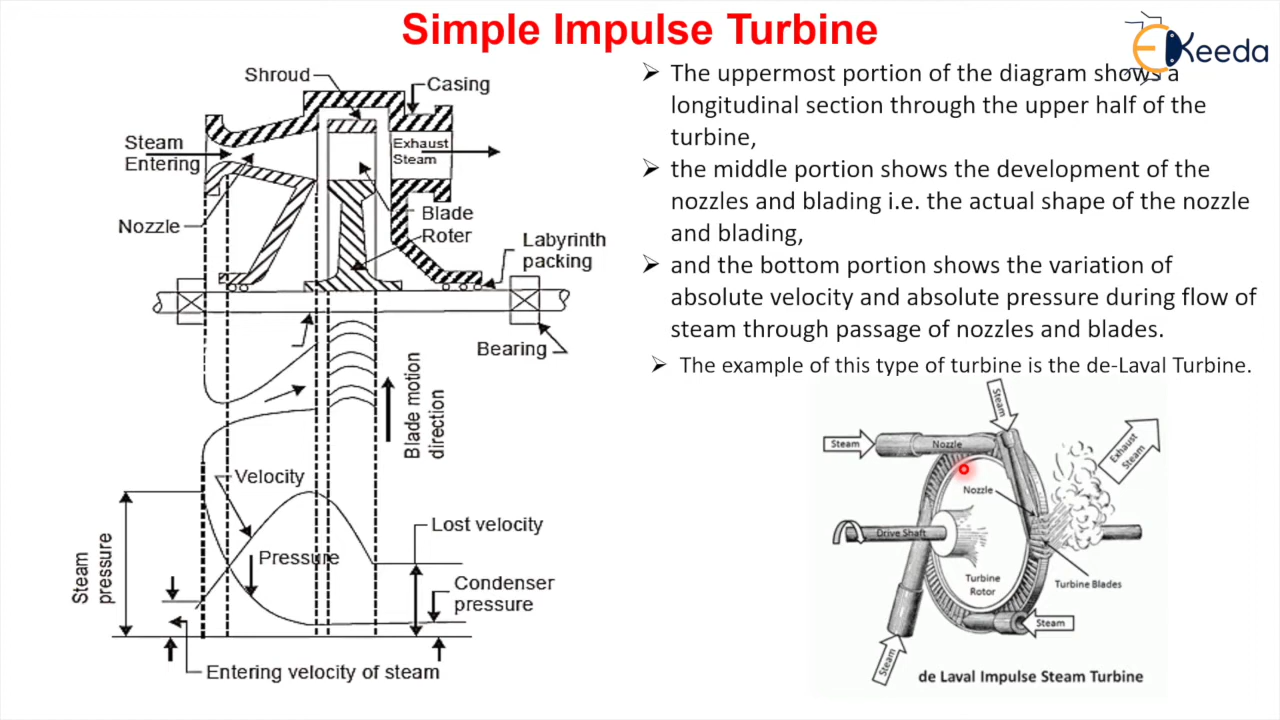 Simple Impulse Turbine
EKeeda
Shroud
Casing
Steam
Entering
Exhaust
Steam
Nozzle
Blade
Roter
Labyrinth
packing
Bearing
Blade motion
direction
Velocity
Lost velocity
Pressure
Steam
pressure
Condenser
pressure
Entering velocity of steam
➢ The uppermost portion of the diagram shows a
longitudinal section through the upper half of the
turbine,
➢ the middle portion shows the development of the
nozzles and blading i.e. the actual shape of the nozzle
and blading,
➢ and the bottom portion shows the variation of
absolute velocity and absolute pressure during flow of
steam through passage of nozzles and blades.
➢ The example of this type of turbine is the de-Laval Turbine.
Steam
Steam
Nozzle
Exhaust
Steam
Nozzle
Drive Shaft
Turbine
Rotor
Turbine Blades
Steam
Steam
de Laval Impulse Steam Turbine